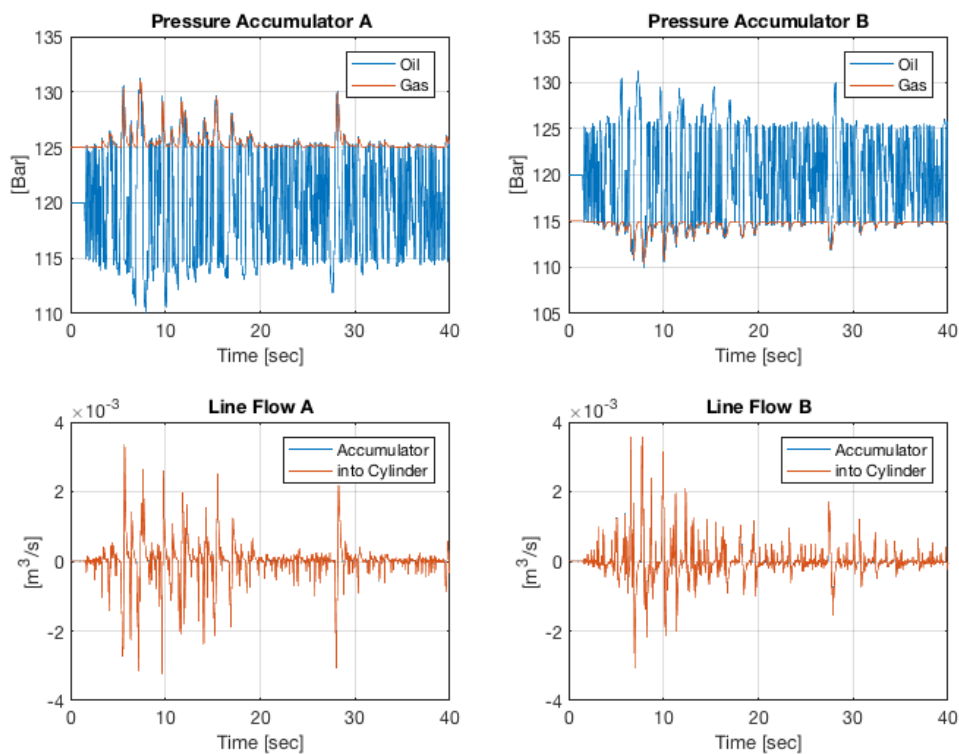 Pressure Accumulator A
135
130
125
120
115
110
[Bar]
Oil
Gas
0
10
20
30
40
Time [sec]
Pressure Accumulator B
135
130
125
120
115
110
105
[Bar]
Oil
Gas
0
10
20
30
40
Time [sec]
Line Flow A
×10⁻³
4
2
0
-2
-4
[m³/s]
Accumulator
into Cylinder
0
10
20
30
40
Time [sec]
Line Flow B
×10⁻³
4
2
0
-2
-4
[m³/s]
Accumulator
into Cylinder
0
10
20
30
40
Time [sec]